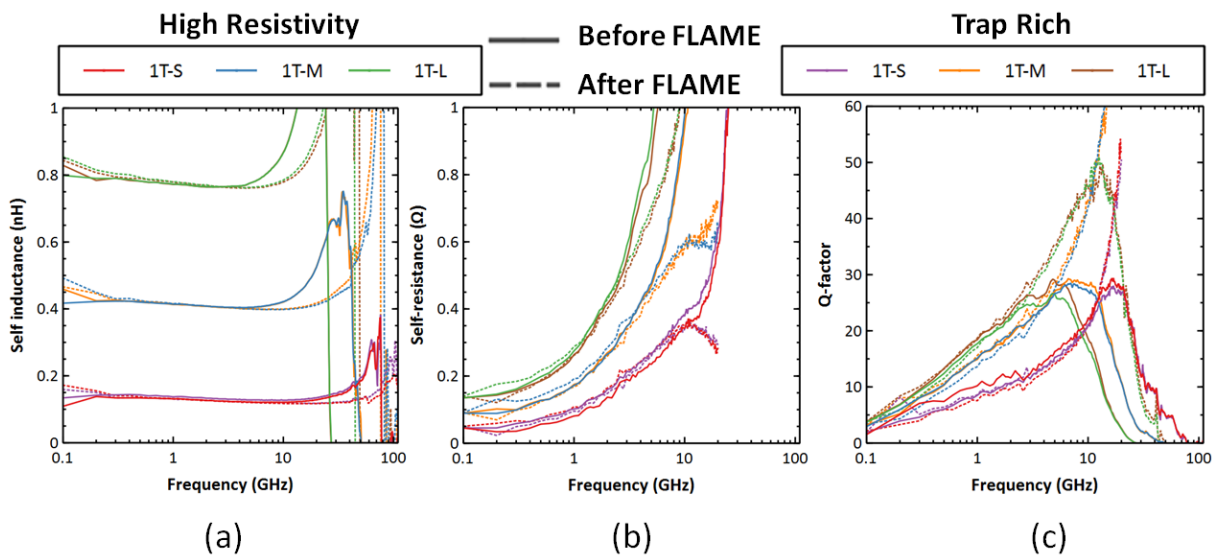 High Resistivity
Before FLAME
Trap Rich
1T-S 1T-M 1T-L
After FLAME
1T-S 1T-M 1T-L
1
0.8
0.6
0.4
0.2
0
Self inductance (nH)
0.1 1 10 100
Frequency (GHz)
(a)
1
0.8
0.6
0.4
0.2
0
Self-resistance (Ω)
0.1 1 10 100
Frequency (GHz)
(b)
60
50
40
30
20
10
0
Q-factor
0.1 1 10 100
Frequency (GHz)
(c)